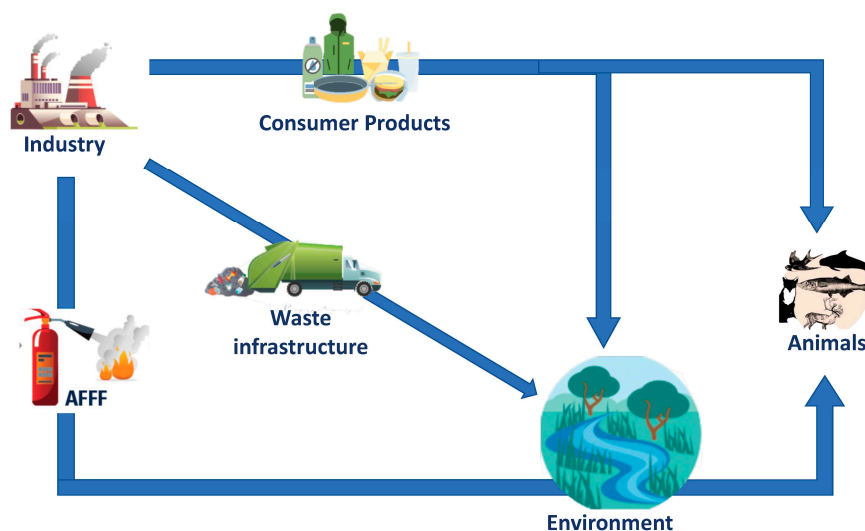 Consumer Products
Industry
Waste
infrastructure
Animals
AFFF
Environment